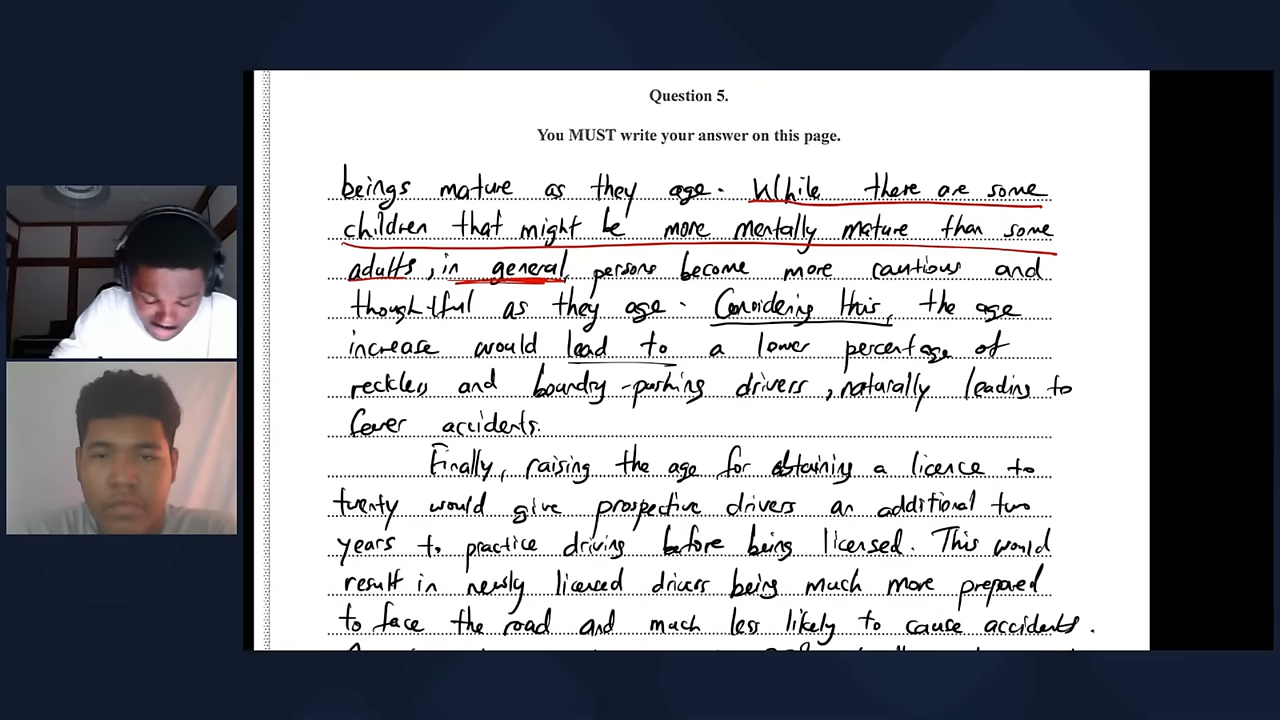 Question 5.
You MUST write your answer on this page.
beings mature as they age. While there are some
children that might be more mentally mature than some
adults, in general, persons become more cautious and
thoughtful as they age. Considering this, the age
increase would lead to a lower percentage of
reckless and boundry-pushing drivers, naturally leading to
fewer accidents.
Finally, raising the age for obtaining a licence to
twenty would give prospective drivers an additional two
years to practice driving before being licensed. This would
result in newly licenced drivers being much more prepared
to face the road and much less likely to cause accidents.